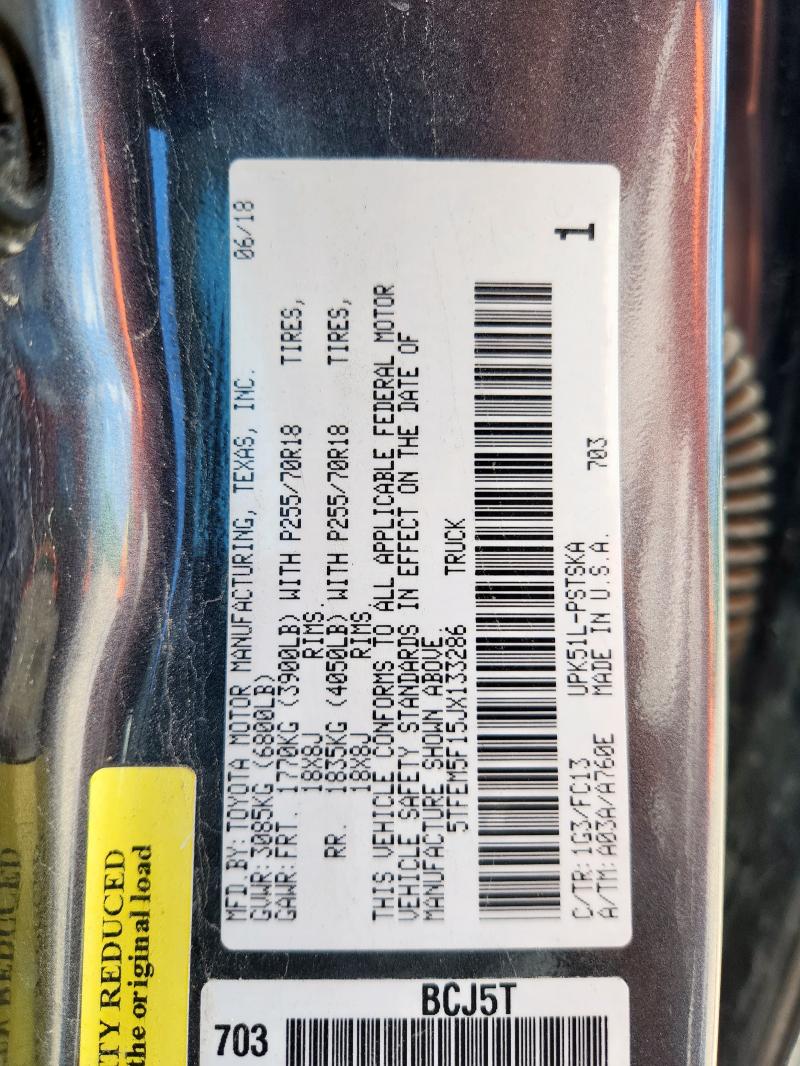 MFD.BY:TOYOTA MOTOR MANUFACTURING, TEXAS, INC. 06/18
GVWR:3085KG (6800LB)
GAWR:FRT. 1770KG (3900LB) WITH P255/70R18 TIRES,
18X8J RIMS.
RR. 1835KG (4050LB) WITH P255/70R18 TIRES,
18X8J RIMS.
THIS VEHICLE CONFORMS TO ALL APPLICABLE FEDERAL MOTOR
VEHICLE SAFETY STANDARDS IN EFFECT ON THE DATE OF
MANUFACTURE SHOWN ABOVE.
5TFEM5F15JX133286 TRUCK
1
C/TR: 1G3/FC13 UPK51L-PSTSKA 703
A/TM: A03A/A760E MADE IN U.S.A.
TY REDUCED
the original load
703 BCJ5T
REDUCED